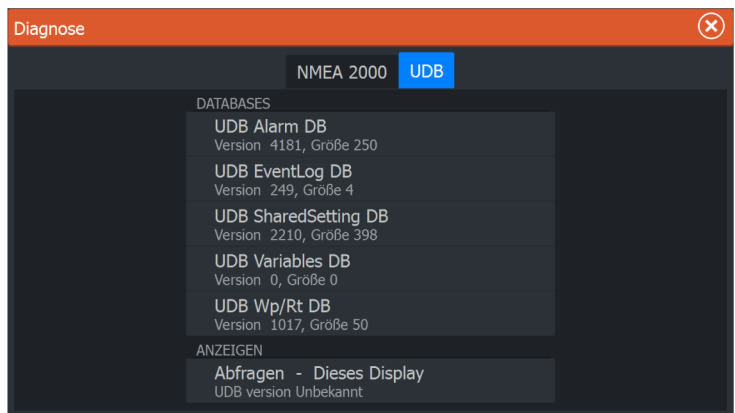 Diagnose
NMEA 2000 UDB
DATABASES
UDB Alarm DB
Version 4181, Größe 250
UDB EventLog DB
Version 249, Größe 4
UDB SharedSetting DB
Version 2210, Größe 398
UDB Variables DB
Version 0, Größe 0
UDB Wp/Rt DB
Version 1017, Größe 50
ANZEIGEN
Abfragen - Dieses Display
UDB version Unbekannt